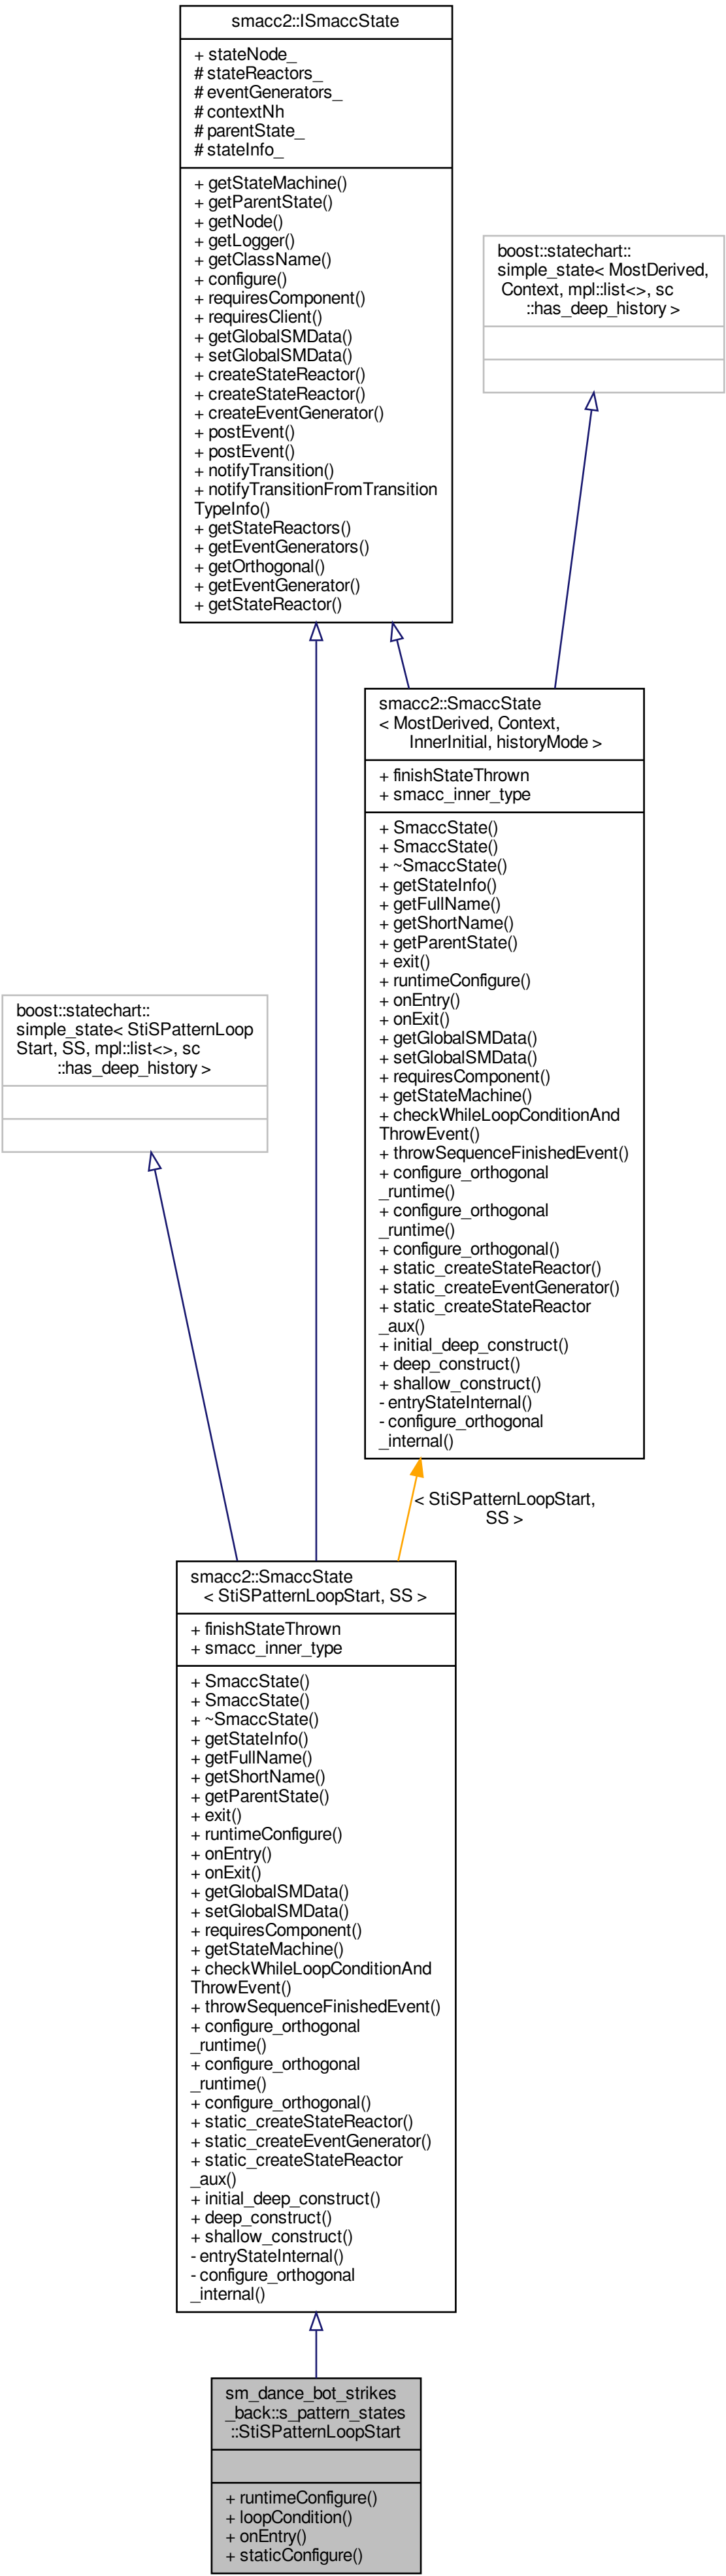 smacc2::ISmaccState
+ stateNode_
# stateReactors_
# eventGenerators_
# contextNh
# parentState_
# stateInfo_
+ getStateMachine()
+ getParentState()
+ getNode()
+ getLogger()
+ getClassName()
+ configure()
+ requiresComponent()
+ requiresClient()
+ getGlobalSMData()
+ setGlobalSMData()
+ createStateReactor()
+ createStateReactor()
+ createEventGenerator()
+ postEvent()
+ postEvent()
+ notifyTransition()
+ notifyTransitionFromTransition
TypeInfo()
+ getStateReactors()
+ getEventGenerators()
+ getOrthogonal()
+ getEventGenerator()
+ getStateReactor()
boost::statechart::
simple_state< MostDerived,
Context, mpl::list<>, sc
::has_deep_history >
smacc2::SmaccState
< MostDerived, Context,
InnerInitial, historyMode >
+ finishStateThrown
+ smacc_inner_type
+ SmaccState()
+ SmaccState()
+ ~SmaccState()
+ getStateInfo()
+ getFullName()
+ getShortName()
+ getParentState()
+ exit()
+ runtimeConfigure()
+ onEntry()
+ onExit()
+ getGlobalSMData()
+ setGlobalSMData()
+ requiresComponent()
+ getStateMachine()
+ checkWhileLoopConditionAnd
ThrowEvent()
+ throwSequenceFinishedEvent()
+ configure_orthogonal
_runtime()
+ configure_orthogonal
_runtime()
+ configure_orthogonal()
+ static_createStateReactor()
+ static_createEventGenerator()
+ static_createStateReactor
_aux()
+ initial_deep_construct()
+ deep_construct()
+ shallow_construct()
- entryStateInternal()
- configure_orthogonal
_internal()
boost::statechart::
simple_state< StiSPatternLoop
Start, SS, mpl::list<>, sc
::has_deep_history >
< StiSPatternLoopStart,
SS >
smacc2::SmaccState
< StiSPatternLoopStart, SS >
+ finishStateThrown
+ smacc_inner_type
+ SmaccState()
+ SmaccState()
+ ~SmaccState()
+ getStateInfo()
+ getFullName()
+ getShortName()
+ getParentState()
+ exit()
+ runtimeConfigure()
+ onEntry()
+ onExit()
+ getGlobalSMData()
+ setGlobalSMData()
+ requiresComponent()
+ getStateMachine()
+ checkWhileLoopConditionAnd
ThrowEvent()
+ throwSequenceFinishedEvent()
+ configure_orthogonal
_runtime()
+ configure_orthogonal
_runtime()
+ configure_orthogonal()
+ static_createStateReactor()
+ static_createEventGenerator()
+ static_createStateReactor
_aux()
+ initial_deep_construct()
+ deep_construct()
+ shallow_construct()
- entryStateInternal()
- configure_orthogonal
_internal()
sm_dance_bot_strikes
_back::s_pattern_states
::StiSPatternLoopStart
+ runtimeConfigure()
+ loopCondition()
+ onEntry()
+ staticConfigure()